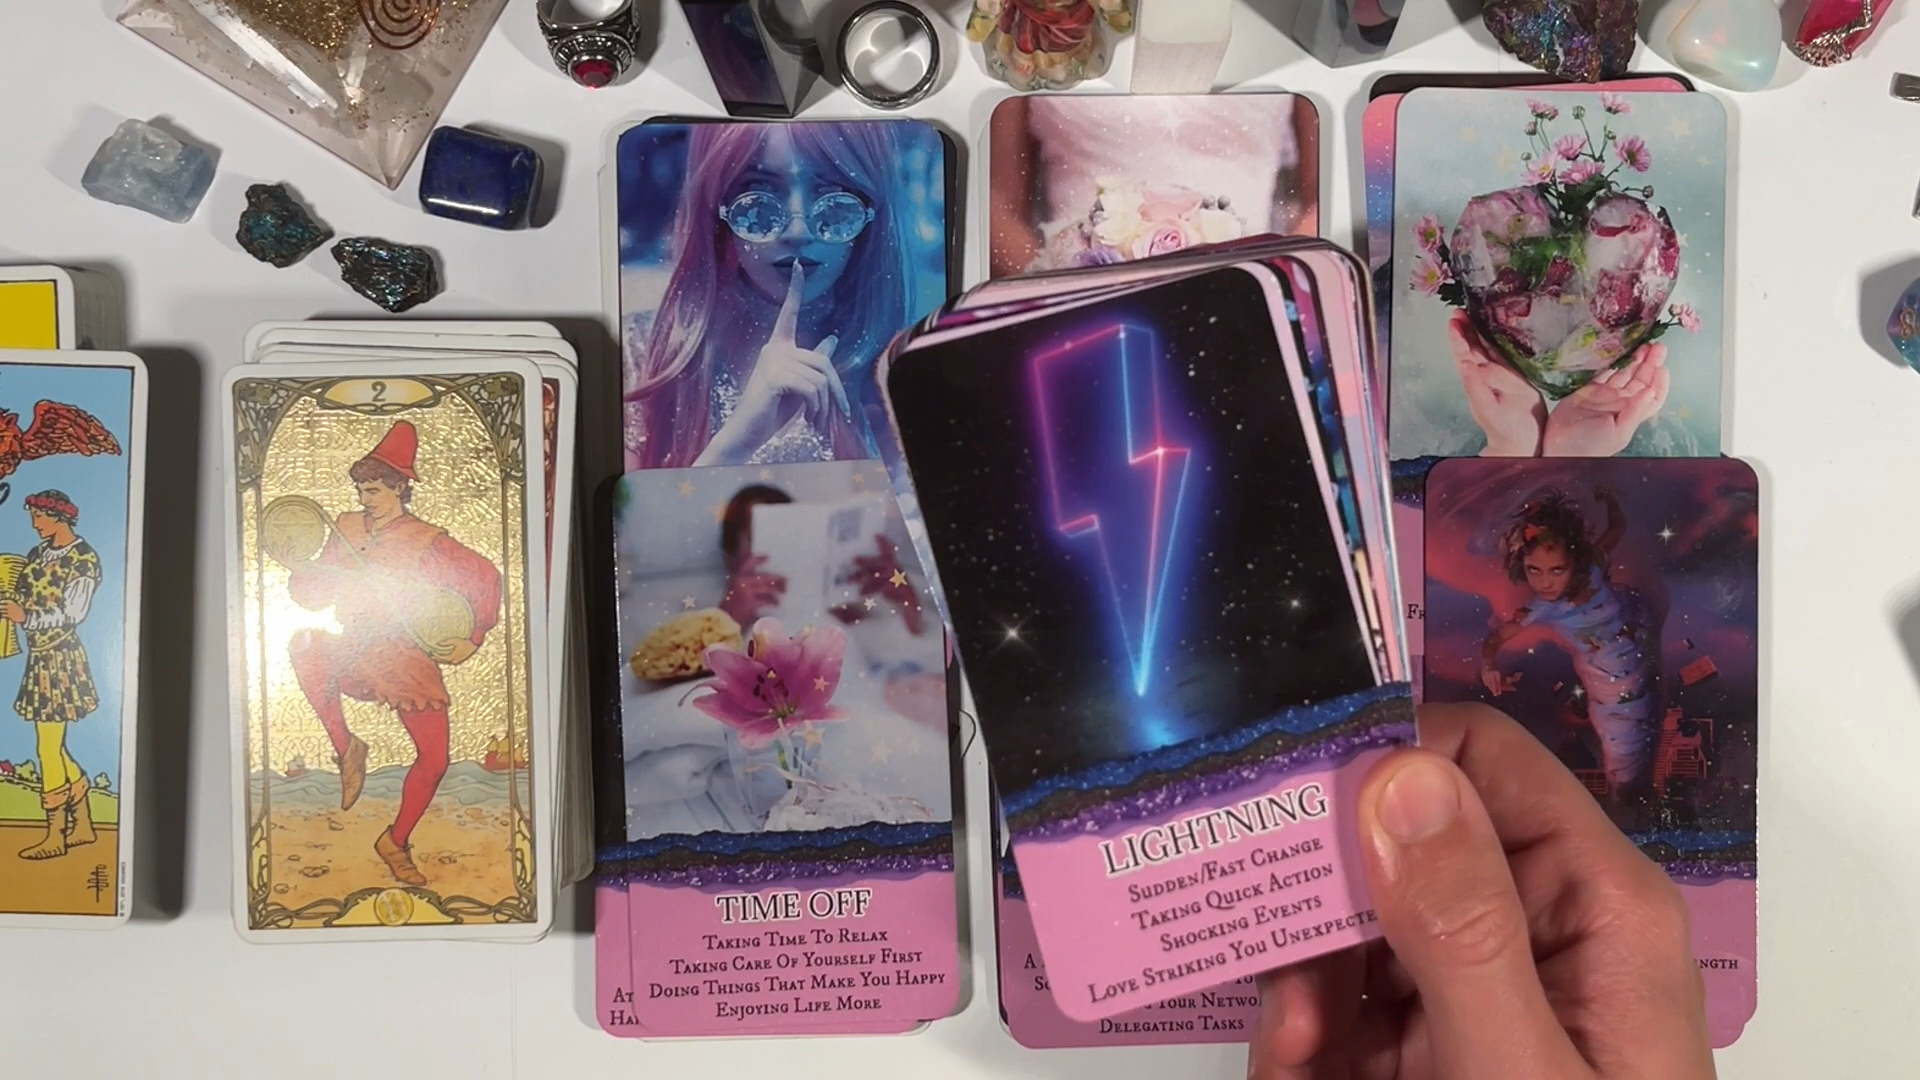 2
TIME OFF
TAKING TIME TO RELAX
TAKING CARE OF YOURSELF FIRST
DOING THINGS THAT MAKE YOU HAPPY
ENJOYING LIFE MORE
LIGHTNING
SUDDEN/FAST CHANGE
TAKING QUICK ACTION
SHOCKING EVENTS
LOVE STRIKING YOU UNEXPECTE
DELEGATING TASKS